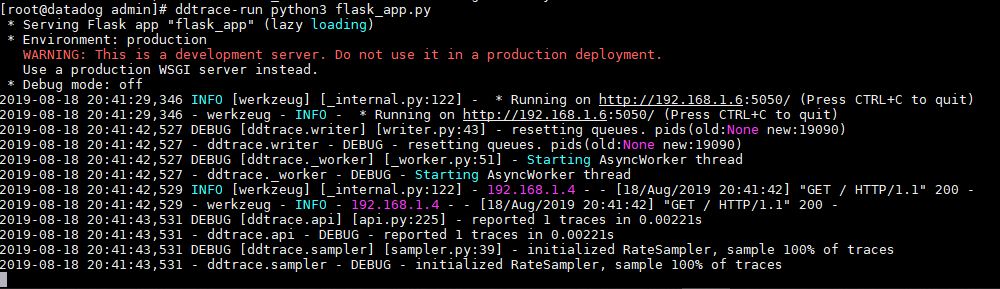 [root@datadog admin]# ddtrace-run python3 flask_app.py
 * Serving Flask app "flask_app" (lazy loading)
 * Environment: production
   WARNING: This is a development server. Do not use it in a production deployment.
   Use a production WSGI server instead.
 * Debug mode: off
2019-08-18 20:41:29,346 INFO [werkzeug] [_internal.py:122] -  * Running on http://192.168.1.6:5050/ (Press CTRL+C to quit)
2019-08-18 20:41:29,346 - werkzeug - INFO -  * Running on http://192.168.1.6:5050/ (Press CTRL+C to quit)
2019-08-18 20:41:42,527 DEBUG [ddtrace.writer] [writer.py:43] - resetting queues. pids(old:None new:19090)
2019-08-18 20:41:42,527 - ddtrace.writer - DEBUG - resetting queues. pids(old:None new:19090)
2019-08-18 20:41:42,527 DEBUG [ddtrace._worker] [_worker.py:51] - Starting AsyncWorker thread
2019-08-18 20:41:42,527 - ddtrace._worker - DEBUG - Starting AsyncWorker thread
2019-08-18 20:41:42,529 INFO [werkzeug] [_internal.py:122] - 192.168.1.4 - - [18/Aug/2019 20:41:42] "GET / HTTP/1.1" 200 -
2019-08-18 20:41:42,529 - werkzeug - INFO - 192.168.1.4 - - [18/Aug/2019 20:41:42] "GET / HTTP/1.1" 200 -
2019-08-18 20:41:43,531 DEBUG [ddtrace.api] [api.py:225] - reported 1 traces in 0.00221s
2019-08-18 20:41:43,531 - ddtrace.api - DEBUG - reported 1 traces in 0.00221s
2019-08-18 20:41:43,531 DEBUG [ddtrace.sampler] [sampler.py:39] - initialized RateSampler, sample 100% of traces
2019-08-18 20:41:43,531 - ddtrace.sampler - DEBUG - initialized RateSampler, sample 100% of traces